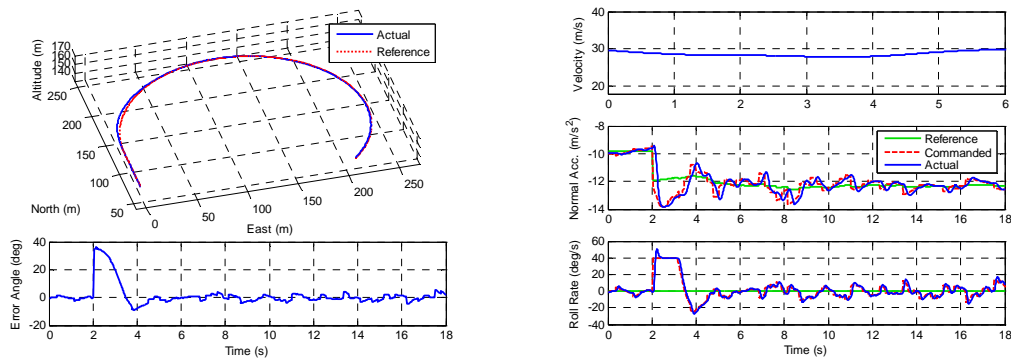 Altitude (m)
170
160
150
140
250
200
150
100
50
North (m)
0
50
100
150
200
250
East (m)
Actual
Reference
Error Angle (deg)
40
20
0
-20
0 2 4 6 8 10 12 14 16 18
Time (s)
Velocity (m/s)
40
30
20
0 1 2 3 4 5 6
Normal Acc. (m/s²)
-8
-10
-12
-14
0 2 4 6 8 10 12 14 16 18
Reference
Commanded
Actual
Roll Rate (deg/s)
60
40
20
0
-20
-40
0 2 4 6 8 10 12 14 16 18
Time (s)